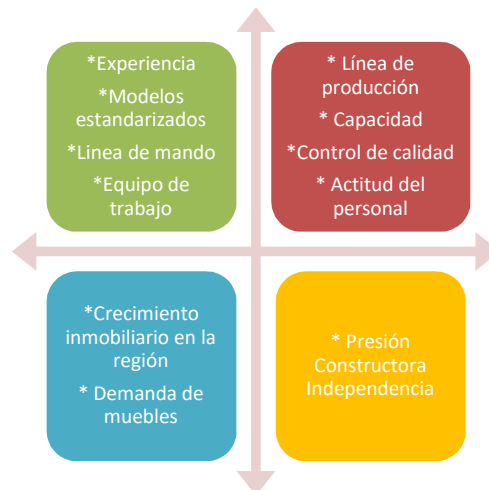 *Experiencia
*Modelos
estandarizados
*Linea de mando
*Equipo de
trabajo
* Línea de
producción
* Capacidad
*Control de calidad
* Actitud del
personal
*Crecimiento
inmobiliario en la
región
* Demanda de
muebles
* Presión
Constructora
Independencia